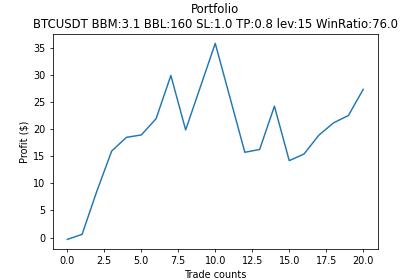 Portfolio
BTCUSDT BBM:3.1 BBL:160 SL:1.0 TP:0.8 lev:15 WinRatio:76.0
35
30
25
20
15
10
5
0
Profit ($)
0.0 2.5 5.0 7.5 10.0 12.5 15.0 17.5 20.0
Trade counts